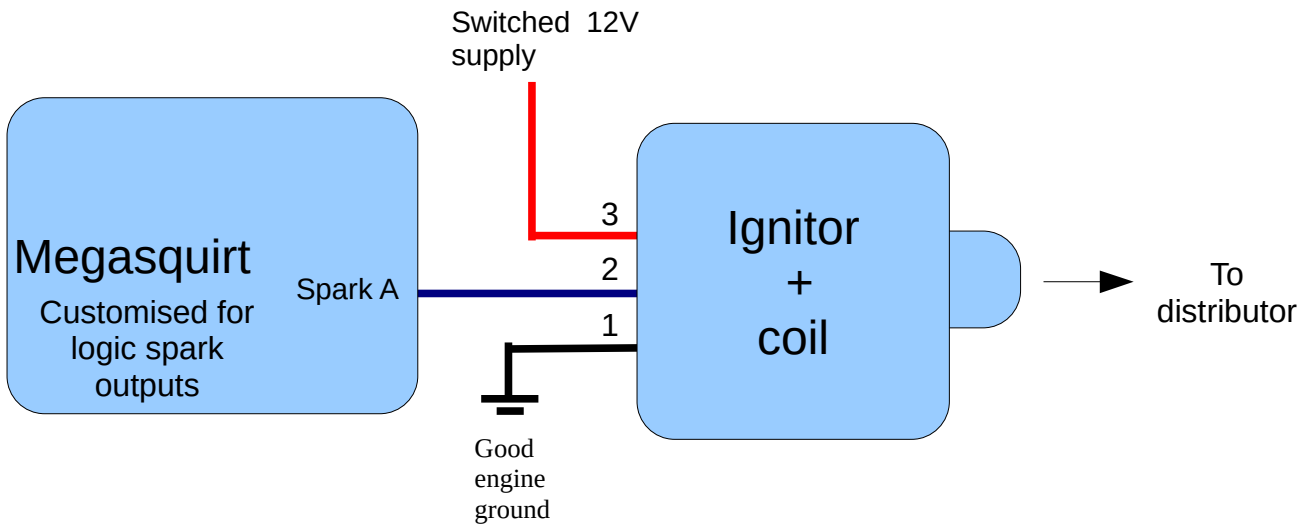 Switched 12V
supply
Megasquirt
Customised for
logic spark
outputs
Spark A
3
2
1
Good
engine
ground
Ignitor
+
coil
To
distributor